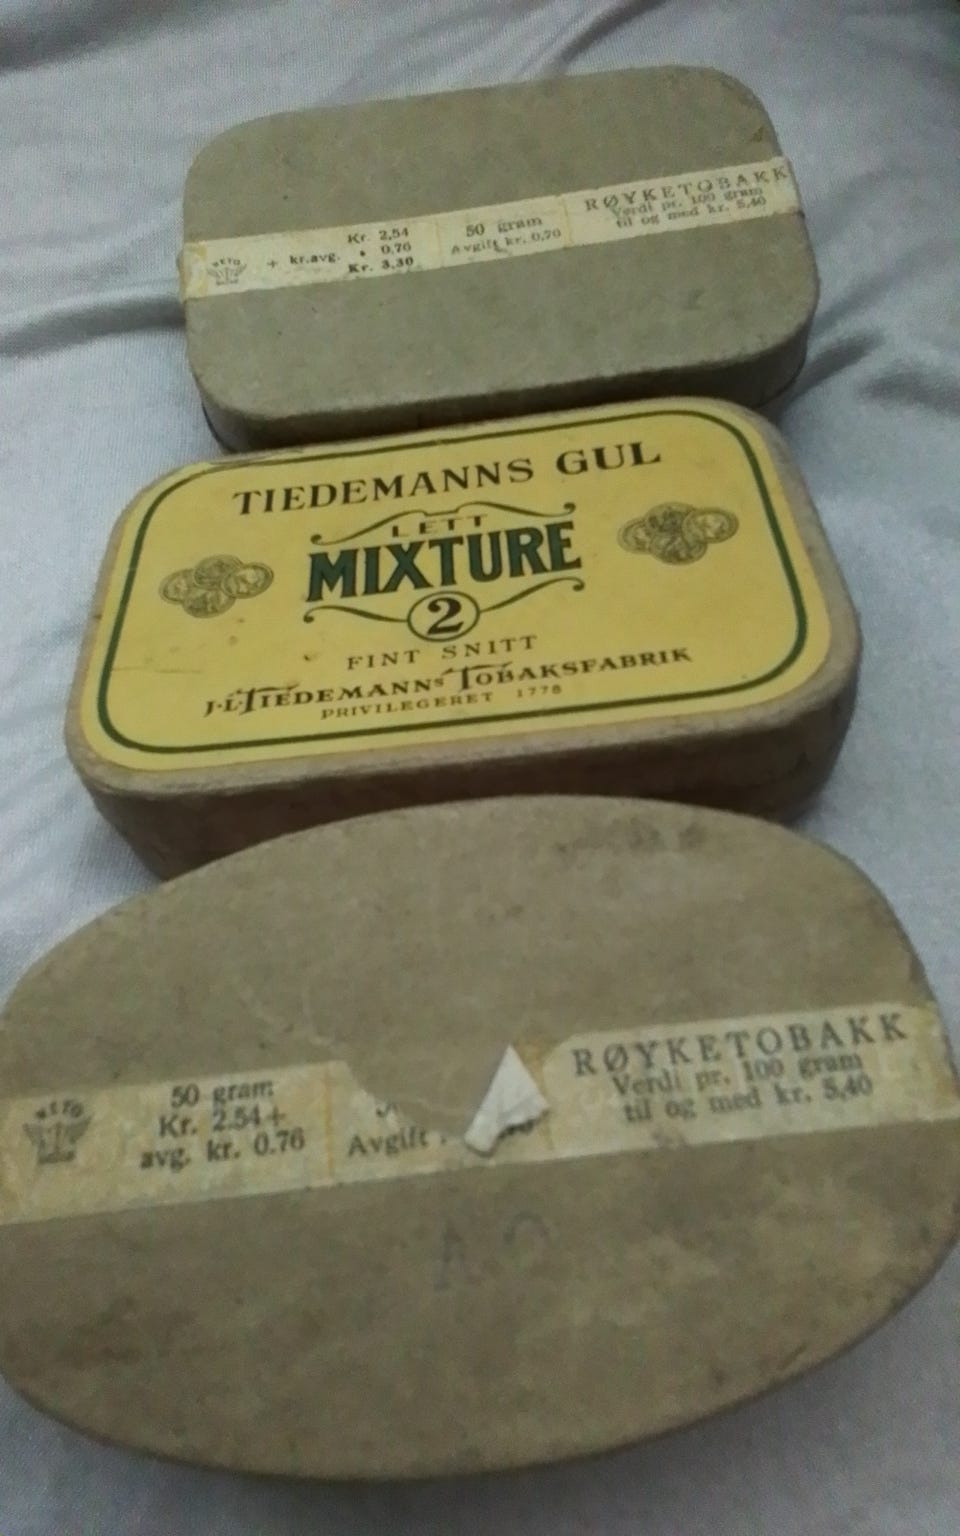 NETO
+ kr.avg.
Kr. 2,54
" 0,76
Kr. 3,30
50 gram
Avgift kr. 0,70
RØYKETOBAKK
Verdi pr. 100 gram
til og med kr. 5,40
TIEDEMANNS GUL
LETT
MIXTURE
2
FINT SNITT
J.L. TIEDEMANNS TOBAKSFABRIK
PRIVILEGERET 1778
NETO
50 gram
Kr. 2.54+
avg. kr. 0.76
Avgift
RØYKETOBAKK
Verdi pr. 100 gram
til og med kr. 5,40